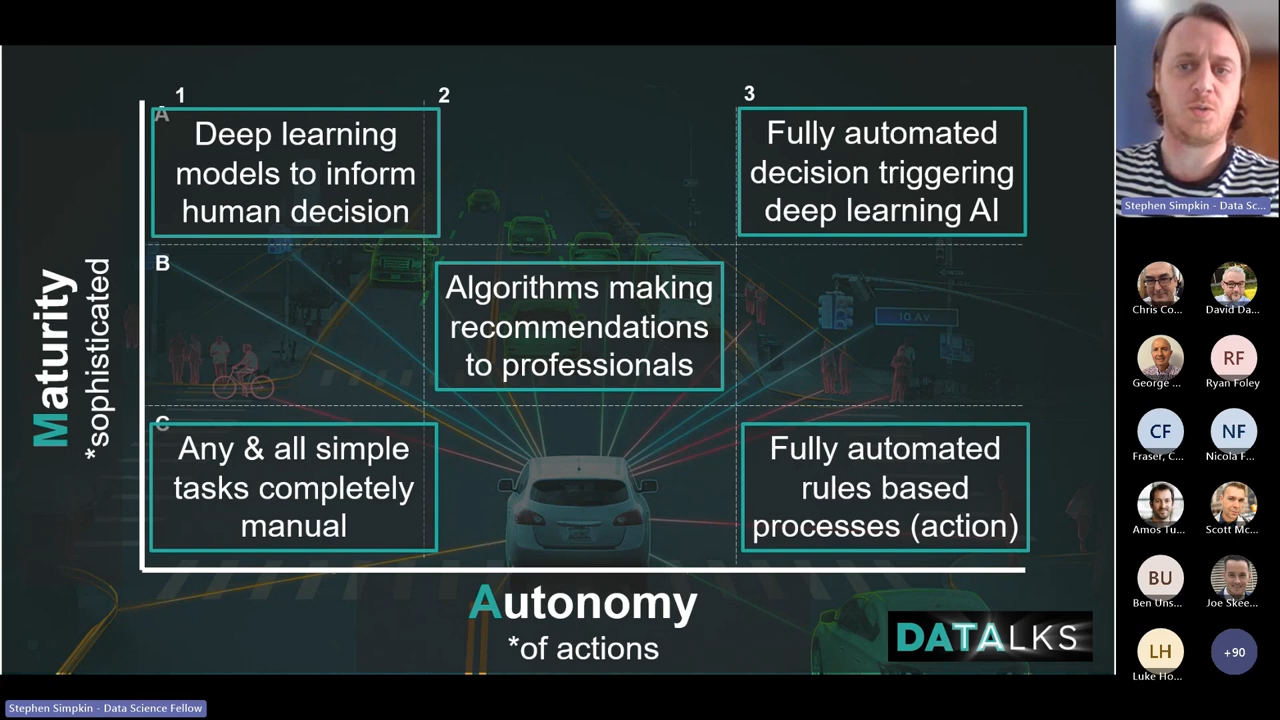 1
2
3
A
Deep learning
models to inform
human decision
Fully automated
decision triggering
deep learning AI
B
Algorithms making
recommendations
to professionals
10 AV
C
Any & all simple
tasks completely
manual
Fully automated
rules based
processes (action)
Maturity
*sophisticated
Autonomy
*of actions
DATALKS
Stephen Simpkin - Data Sc...
Chris Co...
David Da...
George ...
RF
Ryan Foley
CF
Fraser, C...
NF
Nicola F...
Amos Tu...
Scott Mc...
BU
Ben Uns...
Joe Skee...
LH
Luke Ho...
+90
Stephen Simpkin - Data Science Fellow